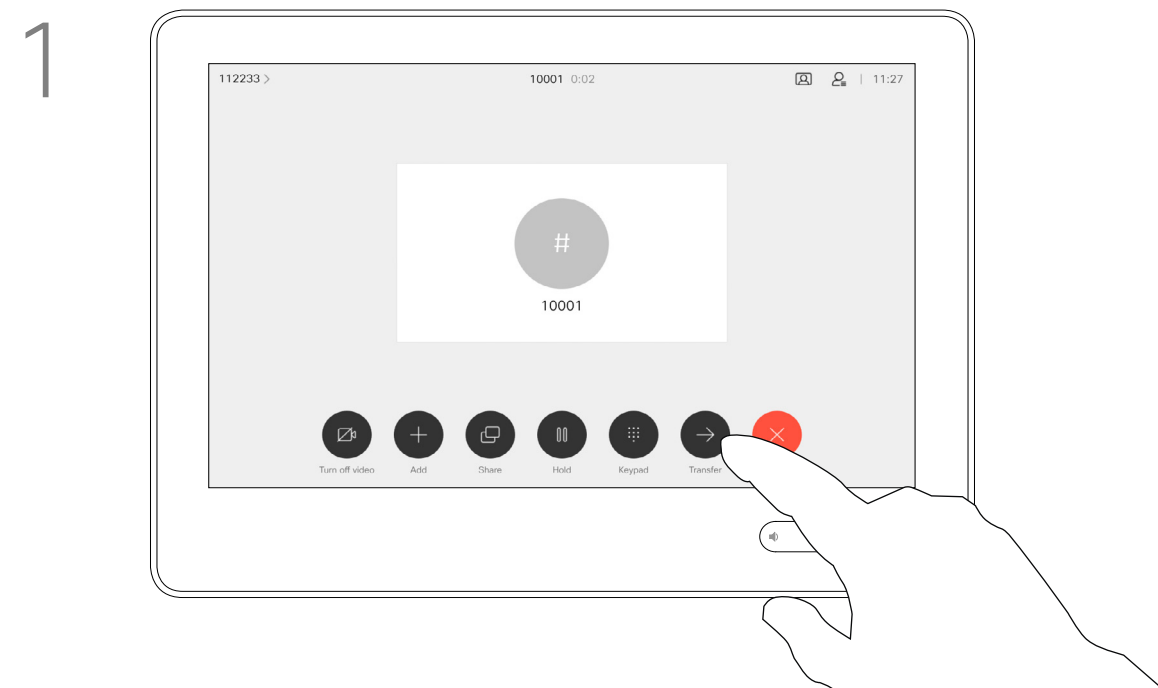 1
112233 >
10001 0:02
11:27
#
10001
Turn off video
Add
Share
Hold
Keypad
Transfer